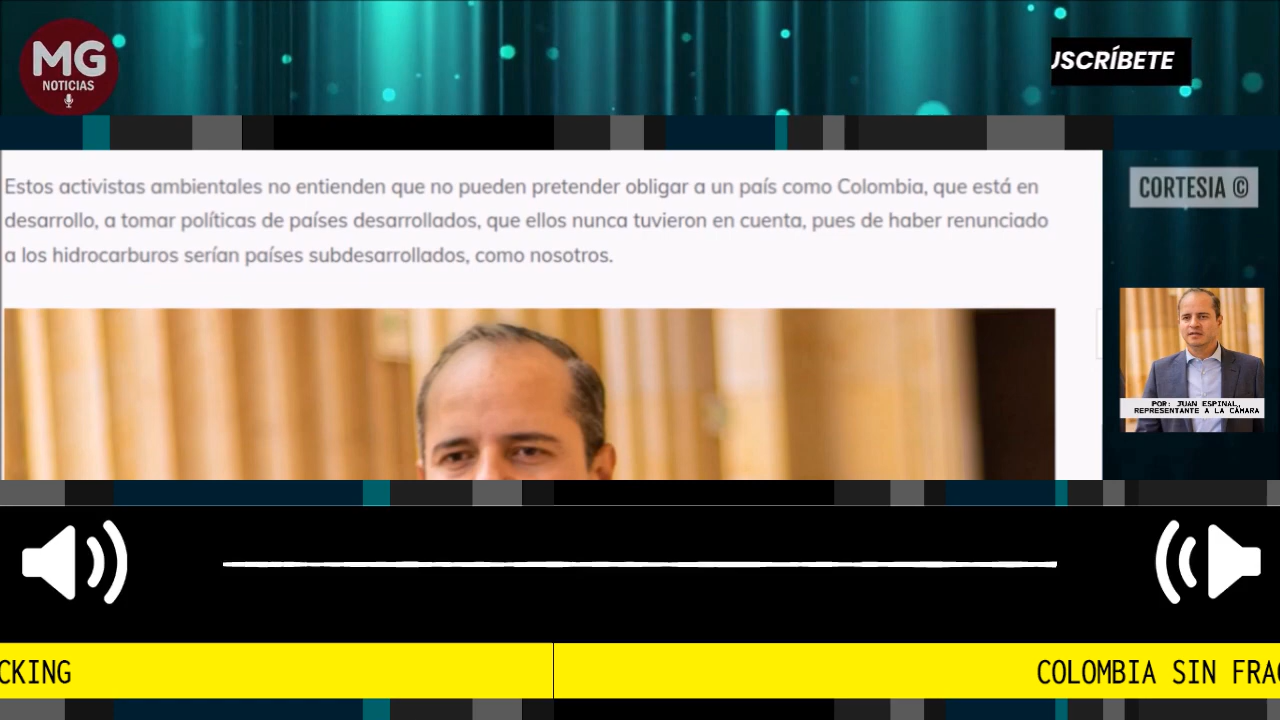 MG
NOTICIAS
USCRÍBETE
Estos activistas ambientales no entienden que no pueden pretender obligar a un país como Colombia, que está en
desarrollo, a tomar políticas de países desarrollados, que ellos nunca tuvieron en cuenta, pues de haber renunciado
a los hidrocarburos serían países subdesarrollados, como nosotros.
CORTESIA ©
POR: JUAN ESPINAL,
REPRESENTANTE A LA CÁMARA
CKING
COLOMBIA SIN FRAC